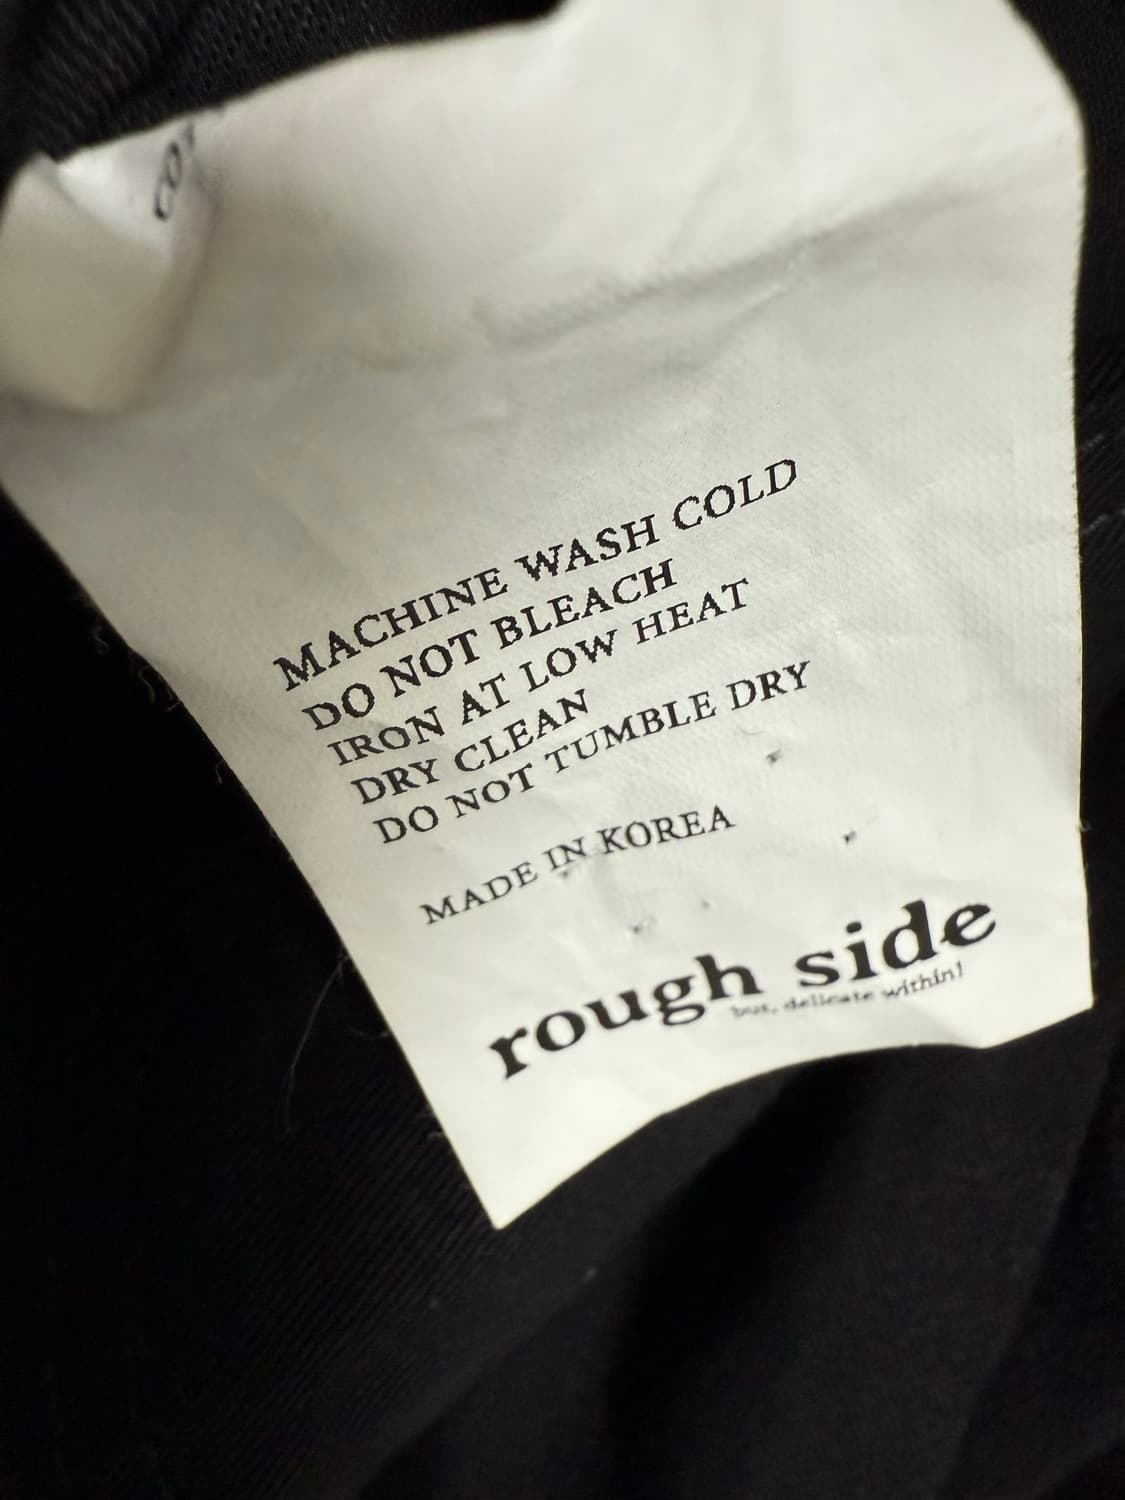 MACHINE WASH COLD
DO NOT BLEACH
IRON AT LOW HEAT
DRY CLEAN
DO NOT TUMBLE DRY
MADE IN KOREA
rough side
but, delicate within!